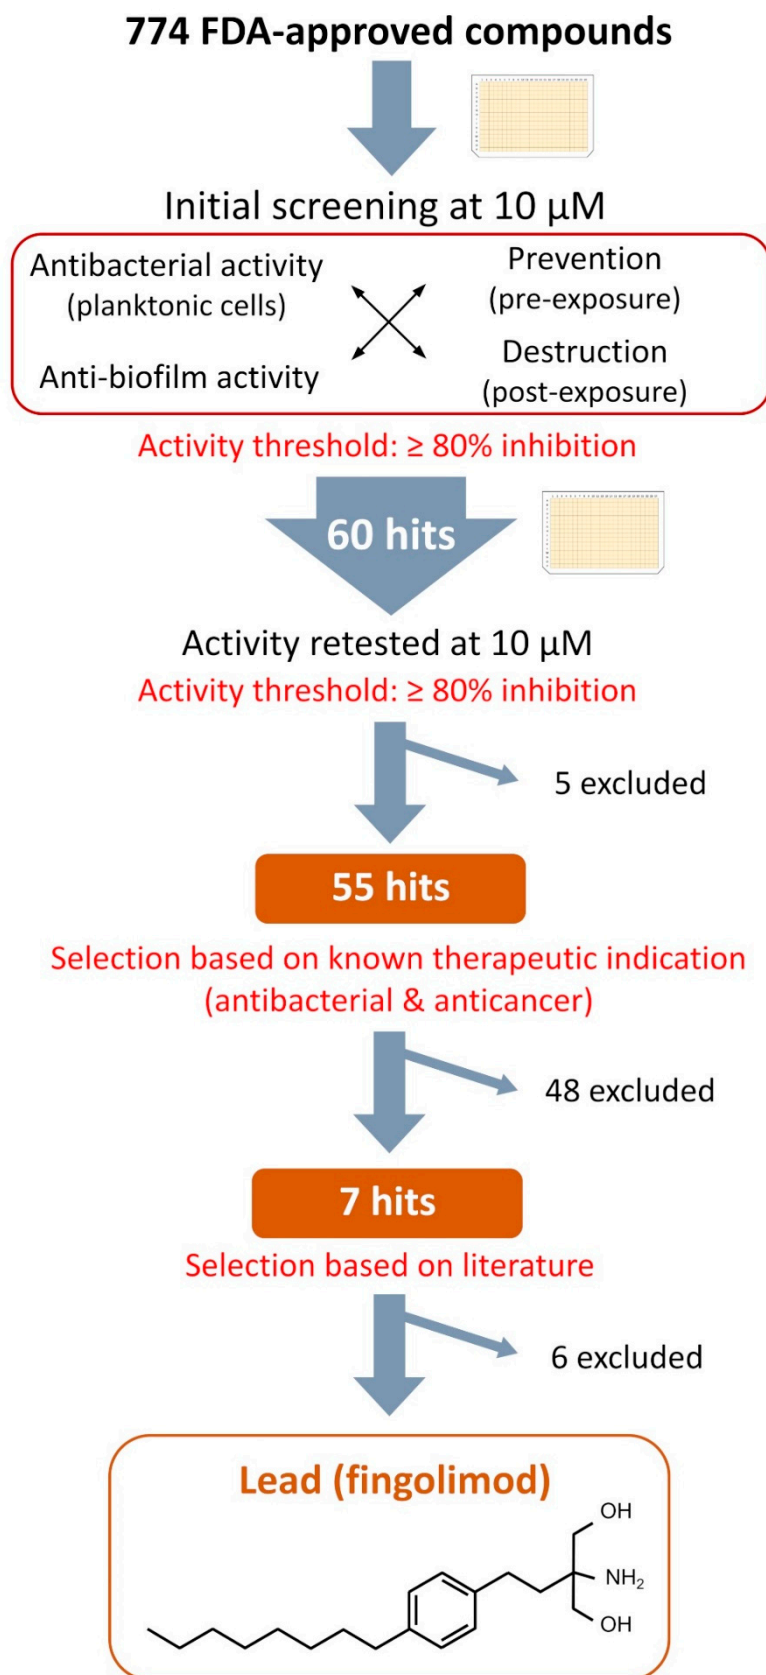 774 FDA-approved compounds
Initial screening at 10 µM
Antibacterial activity
(planktonic cells)
Prevention
(pre-exposure)
Anti-biofilm activity
Destruction
(post-exposure)
Activity threshold: ≥ 80% inhibition
60 hits
Activity retested at 10 µM
Activity threshold: ≥ 80% inhibition
5 excluded
55 hits
Selection based on known therapeutic indication
(antibacterial & anticancer)
48 excluded
7 hits
Selection based on literature
6 excluded
Lead (fingolimod)
OH
NH₂
OH